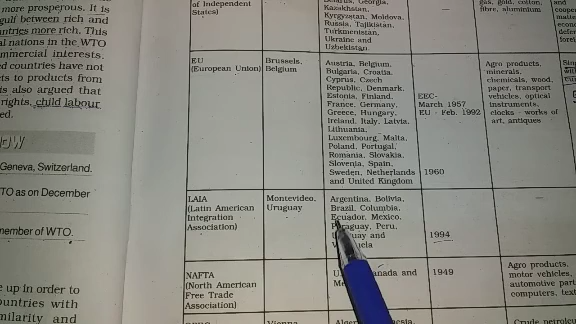 more prosperous. It is
gulf between rich and
untries more rich. This
al nations in the WTO
mmercial interests.
ed countries have not
ets to products from
is also argued that
rights, child labour
ed.
Geneva, Switzerland.
TO as on December
member of WTO.
e up in order to
ountries with
milarity and
of Independent
States)
Belarus, Georgia,
Kazakhstan,
Kyrgyzstan, Moldova,
Russia, Tajikistan,
Turkmenistan,
Ukraine and
Uzbekistan.
gas, gold, cotton,
fibre, aluminium
EU
(European Union)
Brussels,
Belgium
Austria, Belgium,
Bulgaria, Croatia,
Cyprus, Czech
Republic, Denmark,
Estonia, Finland,
France, Germany,
Greece, Hungary,
Ireland, Italy, Latvia,
Lithuania,
Luxembourg, Malta,
Poland, Portugal,
Romania, Slovakia,
Slovenia, Spain,
Sweden, Netherlands
and United Kingdom
EEC-
March 1957
EU - Feb. 1992
1960
Agro products,
minerals,
chemicals, wood,
paper, transport
vehicles, optical
instruments,
clocks - works of
art, antiques
LAIA
(Latin American
Integration
Association)
Montevideo,
Uruguay
Argentina, Bolivia,
Brazil, Columbia,
Ecuador, Mexico,
Peru,
and
1994
NAFTA
(North American
Free Trade
Association)
anada and
1949
Agro products,
motor vehicles,
automotive part
computers, text
Vienna
Crude petroleu